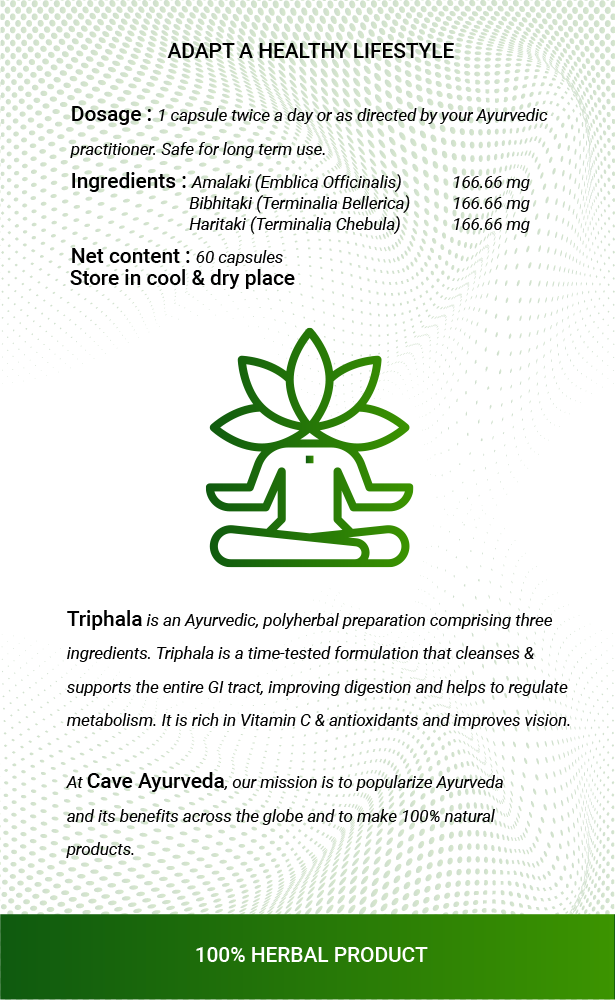 ADAPT A HEALTHY LIFESTYLE
Dosage : 1 capsule twice a day or as directed by your Ayurvedic
practitioner. Safe for long term use.
Ingredients : Amalaki (Emblica Officinalis) 166.66 mg
Bibhitaki (Terminalia Bellerica) 166.66 mg
Haritaki (Terminalia Chebula) 166.66 mg
Net content : 60 capsules
Store in cool & dry place
Triphala is an Ayurvedic, polyherbal preparation comprising three
ingredients. Triphala is a time-tested formulation that cleanses &
supports the entire GI tract, improving digestion and helps to regulate
metabolism. It is rich in Vitamin C & antioxidants and improves vision.
At Cave Ayurveda, our mission is to popularize Ayurveda
and its benefits across the globe and to make 100% natural
products.
100% HERBAL PRODUCT